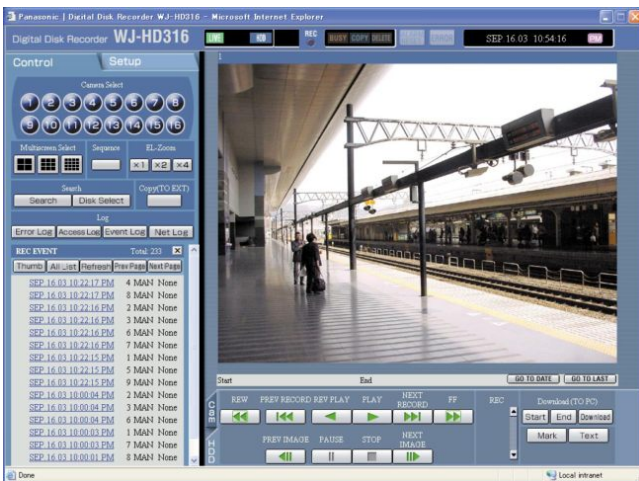 Panasonic | Digital Disk Recorder WJ-HD316 - Microsoft Internet Explorer
Digital Disk Recorder WJ-HD316
LIVE HDD REC BUSY COPY DELETE SEP 16.03 10:54:16 PM
Control Setup
Camera Select
1 2 3 4 5 6 7 8
9 10 11 12 13 14 15 16
Multiscreen Select Sequence EL-Zoom
×1 ×2 ×4
Search Copy(TO EXT)
Search Disk Select
Log
Error Log Access Log Event Log Net Log
REC EVENT Total: 233 X
Thumb All List Refresh Prev Page Next Page
SEP.16.03 10:22:17 PM 4 MAN None
SEP.16.03 10:22:17 PM 8 MAN None
SEP.16.03 10:22:16 PM 2 MAN None
SEP.16.03 10:22:16 PM 3 MAN None
SEP.16.03 10:22:16 PM 6 MAN None
SEP.16.03 10:22:16 PM 7 MAN None
SEP.16.03 10:22:15 PM 1 MAN None
SEP.16.03 10:22:15 PM 5 MAN None
SEP.16.03 10:22:15 PM 9 MAN None
SEP.16.03 10:00:04 PM 2 MAN None
SEP.16.03 10:00:04 PM 3 MAN None
SEP.16.03 10:00:04 PM 6 MAN None
SEP.16.03 10:00:03 PM 1 MAN None
SEP.16.03 10:00:03 PM 7 MAN None
SEP.16.03 10:00:01 PM 8 MAN None
1
Start End GO TO DATE GO TO LAST
Cam
HDD
REW PREV RECORD REV PLAY PLAY NEXT RECORD FF
PREV IMAGE PAUSE STOP NEXT IMAGE
REC
Download (TO PC)
Start End Download
Mark Text
Done Local intranet